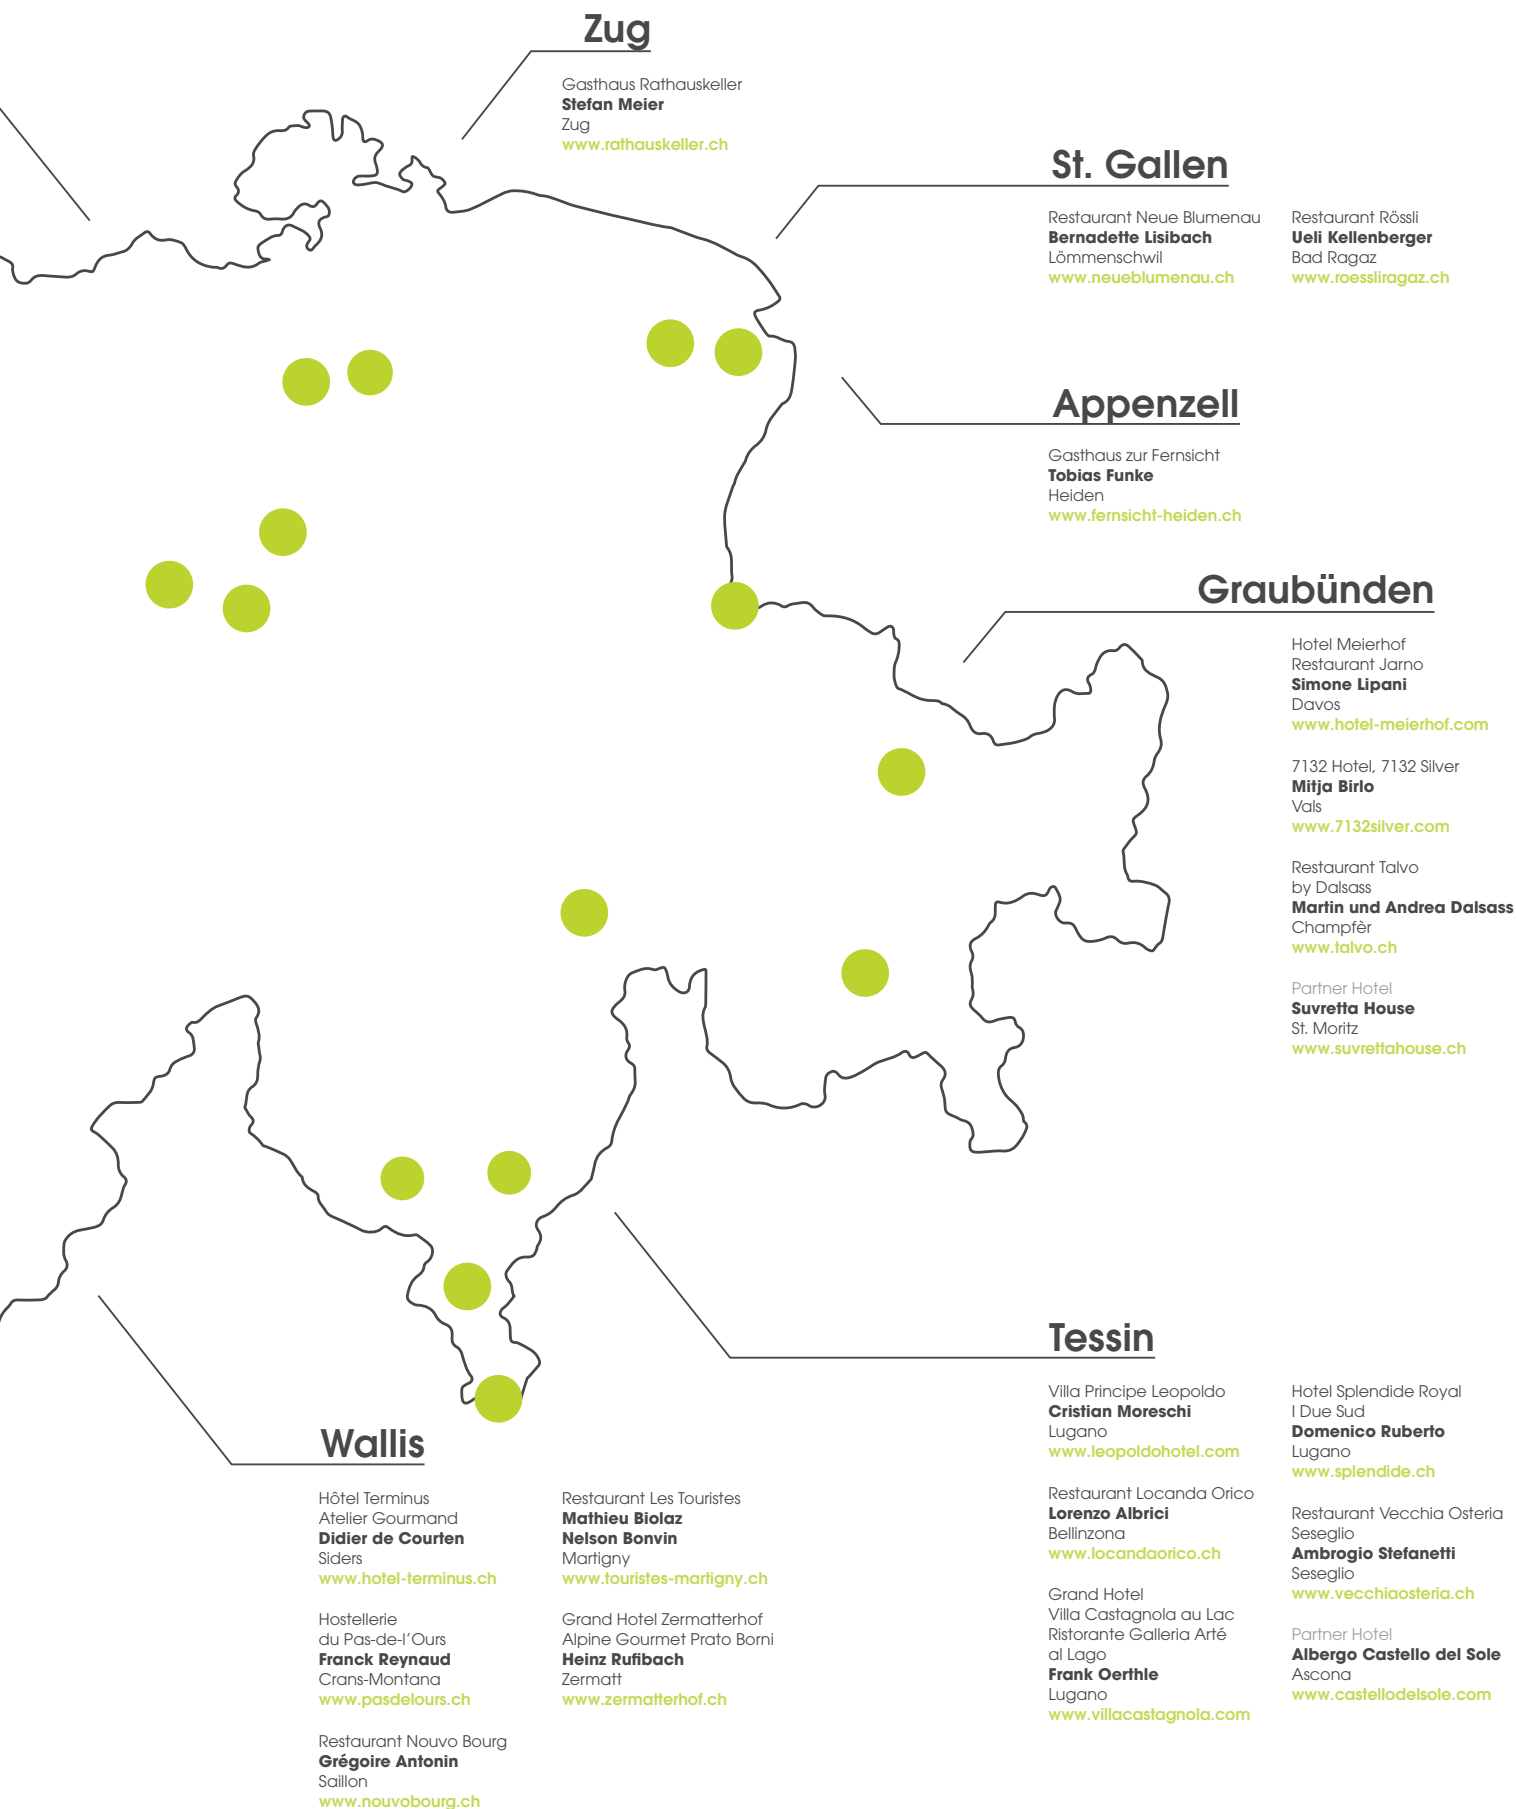 Zug
Gasthaus Rathauskeller
Stefan Meier
Zug
www.rathauskeller.ch
St. Gallen
Restaurant Neue Blumenau
Bernadette Lisibach
Lömmenschwil
www.neueblumenau.ch
Restaurant Rössli
Ueli Kellenberger
Bad Ragaz
www.roessliragaz.ch
Appenzell
Gasthaus zur Fernsicht
Tobias Funke
Heiden
www.fernsicht-heiden.ch
Graubünden
Hotel Meierhof
Restaurant Jarno
Simone Lipani
Davos
www.hotel-meierhof.com
7132 Hotel, 7132 Silver
Mitja Birlo
Vals
www.7132silver.com
Restaurant Talvo
by Dalsass
Martin und Andrea Dalsass
Champfèr
www.talvo.ch
Partner Hotel
Suvretta House
St. Moritz
www.suvrettahouse.ch
Tessin
Villa Principe Leopoldo
Cristian Moreschi
Lugano
www.leopoldohotel.com
Restaurant Locanda Orico
Lorenzo Albrici
Bellinzona
www.locandaorico.ch
Grand Hotel
Villa Castagnola au Lac
Ristorante Galleria Arté
al Lago
Frank Oerthle
Lugano
www.villacastagnola.com
Hotel Splendide Royal
I Due Sud
Domenico Ruberto
Lugano
www.splendide.ch
Restaurant Vecchia Osteria
Seseglio
Ambrogio Stefanetti
Seseglio
www.vecchiaosteria.ch
Partner Hotel
Albergo Castello del Sole
Ascona
www.castellodelsole.com
Wallis
Hôtel Terminus
Atelier Gourmand
Didier de Courten
Siders
www.hotel-terminus.ch
Hostellerie
du Pas-de-l'Ours
Franck Reynaud
Crans-Montana
www.pasdelours.ch
Restaurant Nouvo Bourg
Grégoire Antonin
Saillon
www.nouvobourg.ch
Restaurant Les Touristes
Mathieu Biolaz
Nelson Bonvin
Martigny
www.touristes-martigny.ch
Grand Hotel Zermatterhof
Alpine Gourmet Prato Borni
Heinz Rufibach
Zermatt
www.zermatterhof.ch